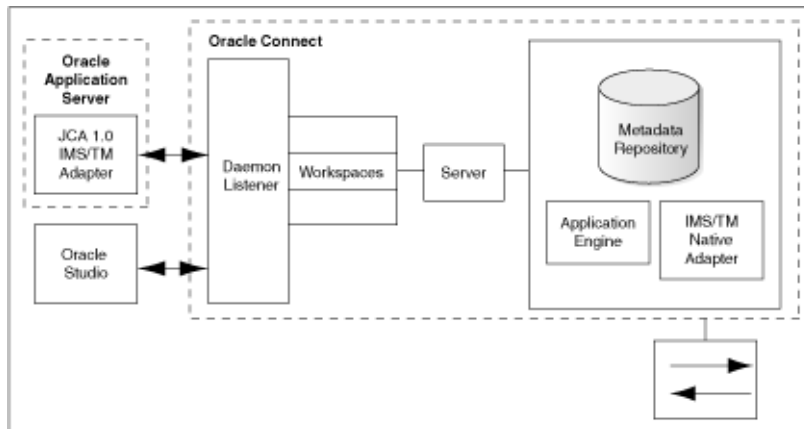 Oracle Connect
Oracle
Application
Server
JCA 1.0
IMS/TM
Adapter
Oracle
Studio
Daemon
Listener
Workspaces
Server
Metadata
Repository
Application
Engine
IMS/TM
Native
Adapter